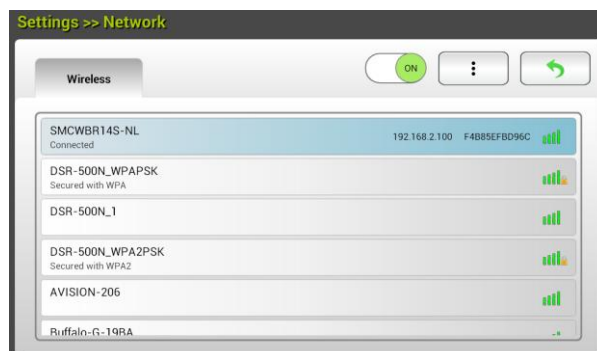 Settings >> Network
Wireless
ON
SMCWBR14S-NL
Connected
192.168.2.100 F4B85EFBD96C
DSR-500N_WPAPSK
Secured with WPA
DSR-500N_1
DSR-500N_WPA2PSK
Secured with WPA2
AVISION-206
Buffalo-G-19BA